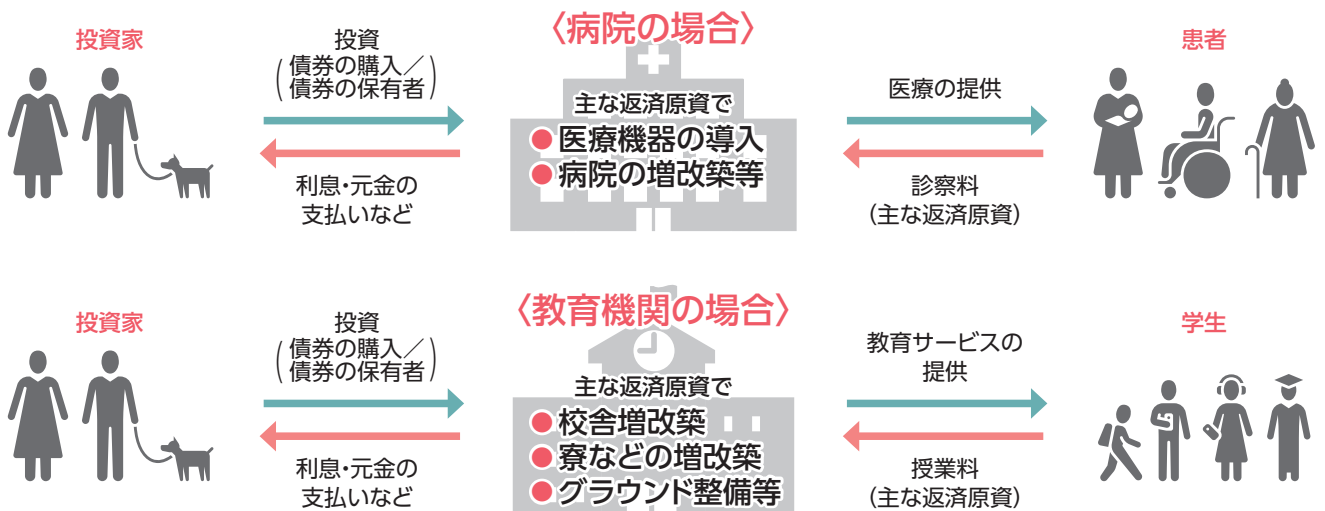 〈病院の場合〉
投資家
投資
(債券の購入／
債券の保有者)
利息・元金の
支払いなど
主な返済原資で
●医療機器の導入
●病院の増改築等
医療の提供
診察料
(主な返済原資)
患者
〈教育機関の場合〉
投資家
投資
(債券の購入／
債券の保有者)
利息・元金の
支払いなど
主な返済原資で
●校舎増改築
●寮などの増改築
●グラウンド整備等
教育サービスの
提供
授業料
(主な返済原資)
学生